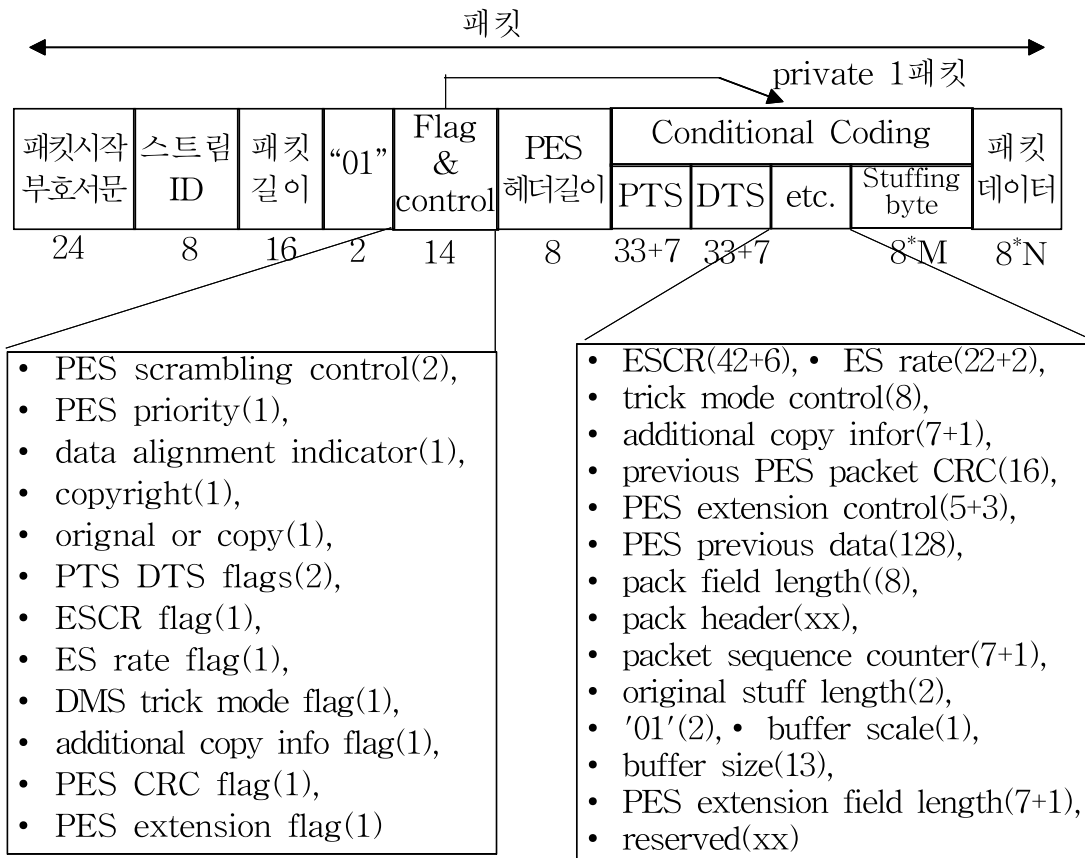 패킷
private 1패킷
패킷시작
부호서문
스트림
ID
패킷
길이
“01”
Flag
&
control
PES
헤더길이
Conditional Coding
PTS
DTS
etc.
Stuffing
byte
패킷
데이터
24
8
16
2
14
8
33+7
33+7
8*M
8*N
• PES scrambling control(2),
• PES priority(1),
• data alignment indicator(1),
• copyright(1),
• orignal or copy(1),
• PTS DTS flags(2),
• ESCR flag(1),
• ES rate flag(1),
• DMS trick mode flag(1),
• additional copy info flag(1),
• PES CRC flag(1),
• PES extension flag(1)
• ESCR(42+6), • ES rate(22+2),
• trick mode control(8),
• additional copy infor(7+1),
• previous PES packet CRC(16),
• PES extension control(5+3),
• PES previous data(128),
• pack field length((8),
• pack header(xx),
• packet sequence counter(7+1),
• original stuff length(2),
• '01'(2), • buffer scale(1),
• buffer size(13),
• PES extension field length(7+1),
• reserved(xx)